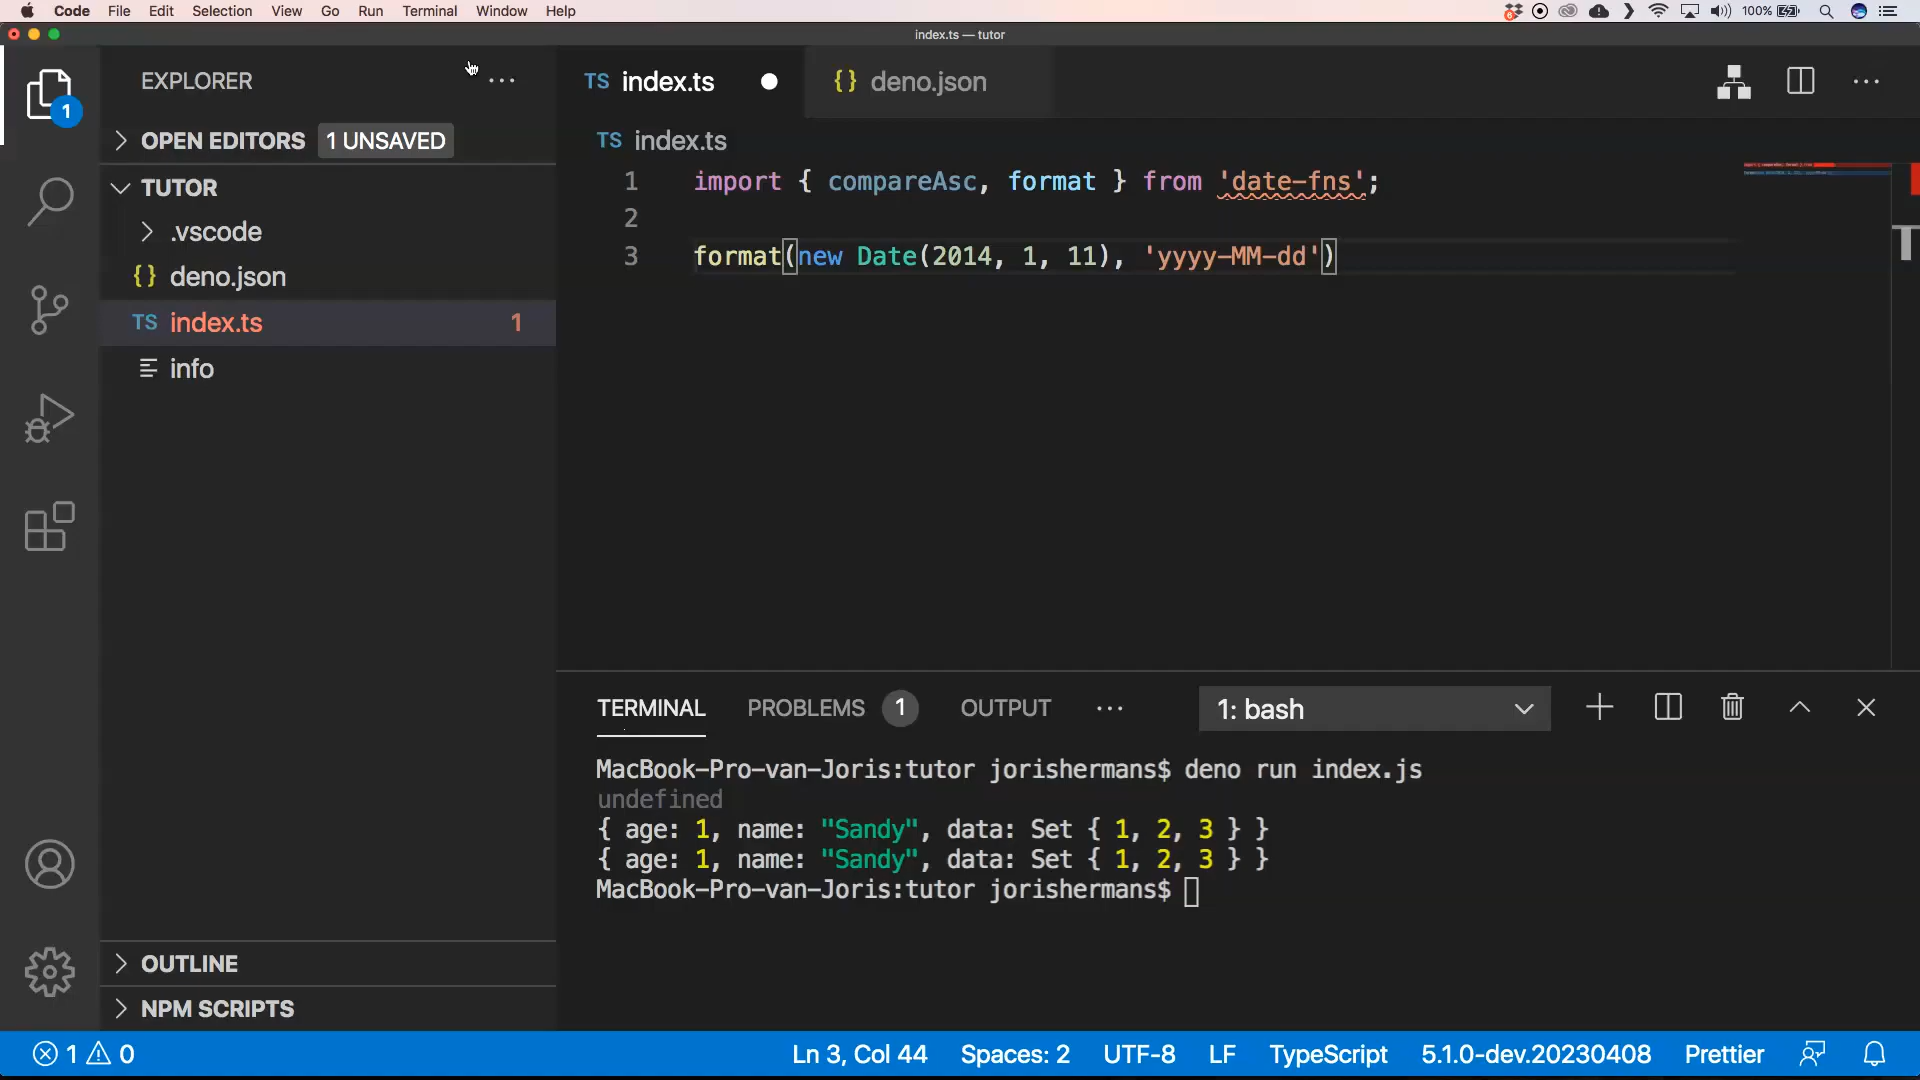 Code File Edit Selection View Go Run Terminal Window Help 6 100%
index.ts — tutor
EXPLORER
OPEN EDITORS 1 UNSAVED
TUTOR
.vscode
{} deno.json
TS index.ts 1
info
OUTLINE
NPM SCRIPTS
1
TS index.ts {} deno.json
TS index.ts
1 import { compareAsc, format } from 'date-fns';
2
3 format(new Date(2014, 1, 11), 'yyyy-MM-dd')
TERMINAL PROBLEMS 1 OUTPUT 1: bash
MacBook-Pro-van-Joris:tutor jorishermans$ deno run index.js
undefined
{ age: 1, name: "Sandy", data: Set { 1, 2, 3 } }
{ age: 1, name: "Sandy", data: Set { 1, 2, 3 } }
MacBook-Pro-van-Joris:tutor jorishermans$
1 0 Ln 3, Col 44 Spaces: 2 UTF-8 LF TypeScript 5.1.0-dev.20230408 Prettier